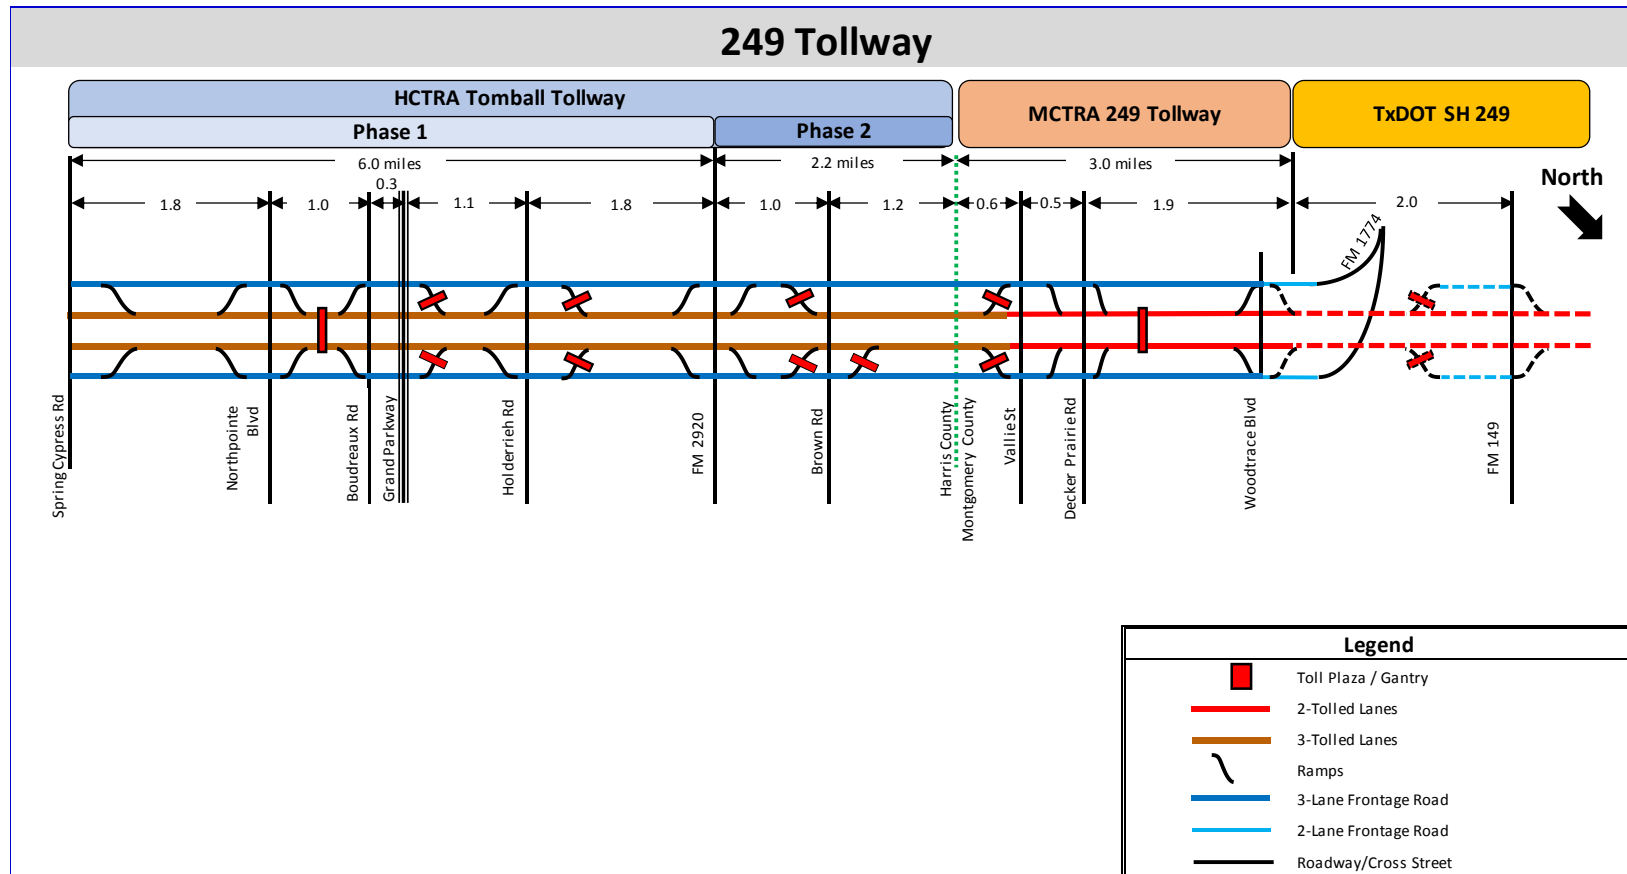 249 Tollway
HCTRA Tomball Tollway
MCTRA 249 Tollway
TxDOT SH 249
Phase 1
Phase 2
6.0 miles
2.2 miles
3.0 miles
North
0.3
1.8
1.0
1.1
1.8
1.0
1.2
0.6
0.5
1.9
2.0
FM 1774
Spring Cypress Rd
Northpointe
Blvd
Boudreaux Rd
Grand Parkway
Holderrieh Rd
FM 2920
Brown Rd
Harris County
Montgomery County
Vallie St
Decker Prairie Rd
Woodtrace Blvd
FM 149
Legend
Toll Plaza / Gantry
2-Tolled Lanes
3-Tolled Lanes
Ramps
3-Lane Frontage Road
2-Lane Frontage Road
Roadway/Cross Street